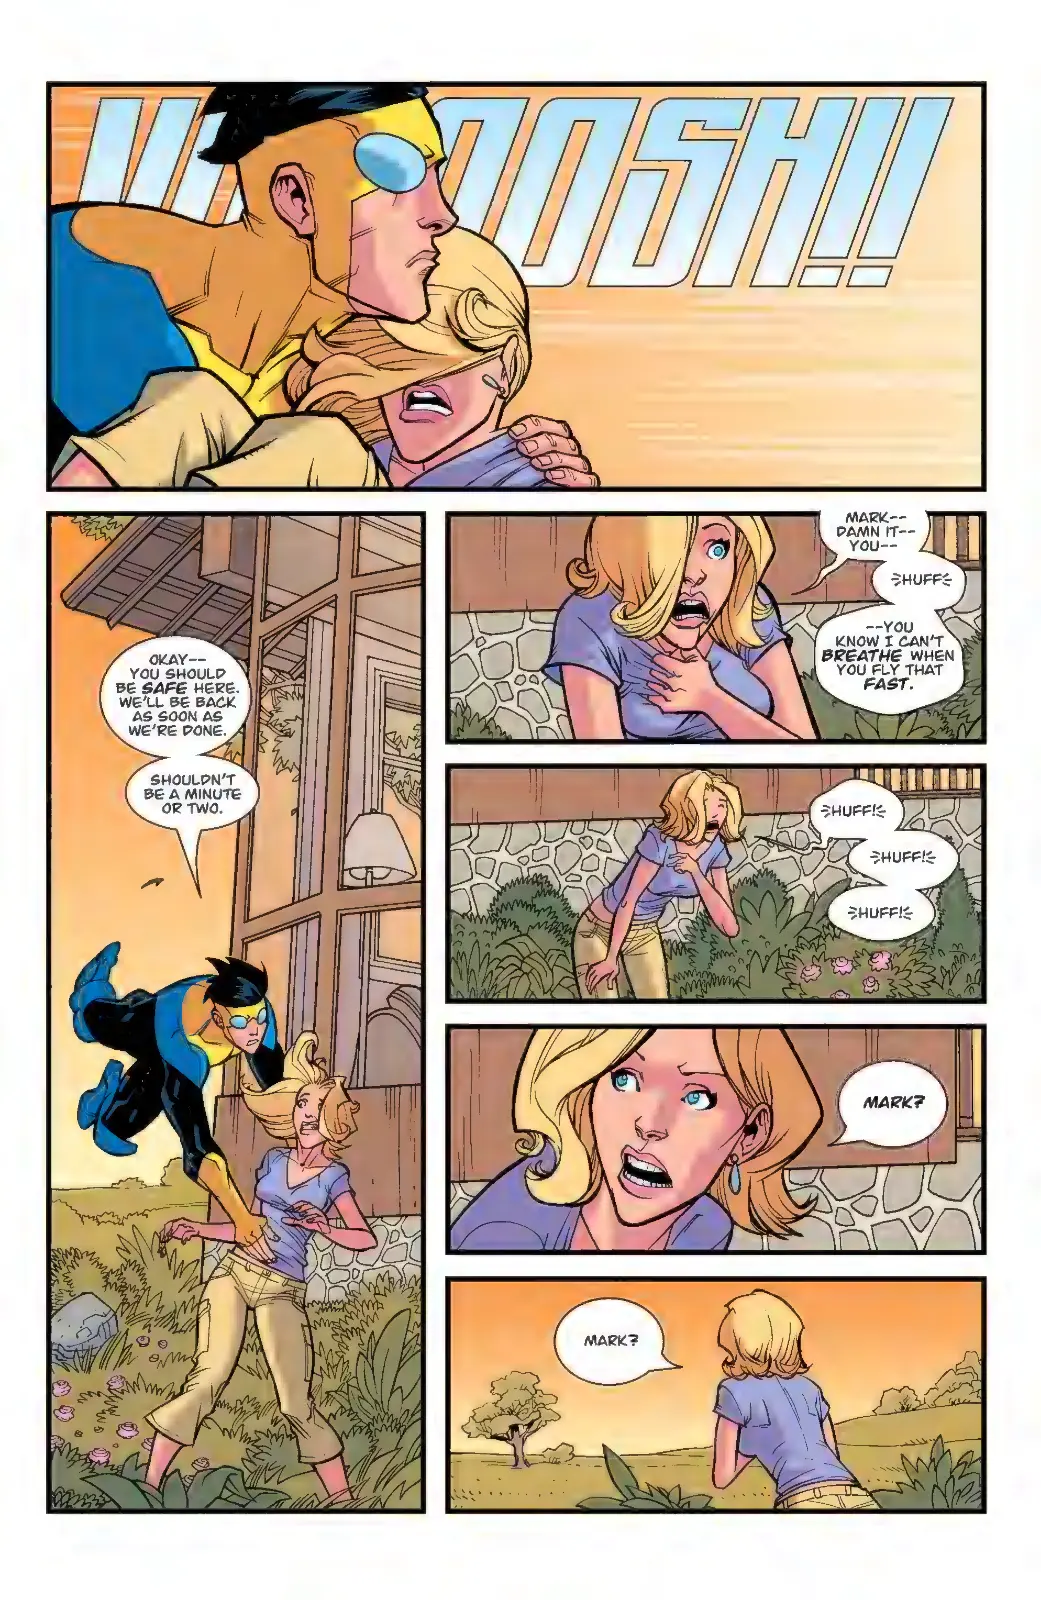 OKAY--
YOU SHOULD
BE SAFE HERE.
WE'LL BE BACK
AS SOON AS
WE'RE DONE.
SHOULDN'T
BE A MINUTE
OR TWO.
MARK--
DAMN IT--
YOU--
HUFF
--YOU
KNOW I CAN'T
BREATHE WHEN
YOU FLY THAT
FAST.
HUFF!
HUFF!
HUFF!
MARK?
MARK?